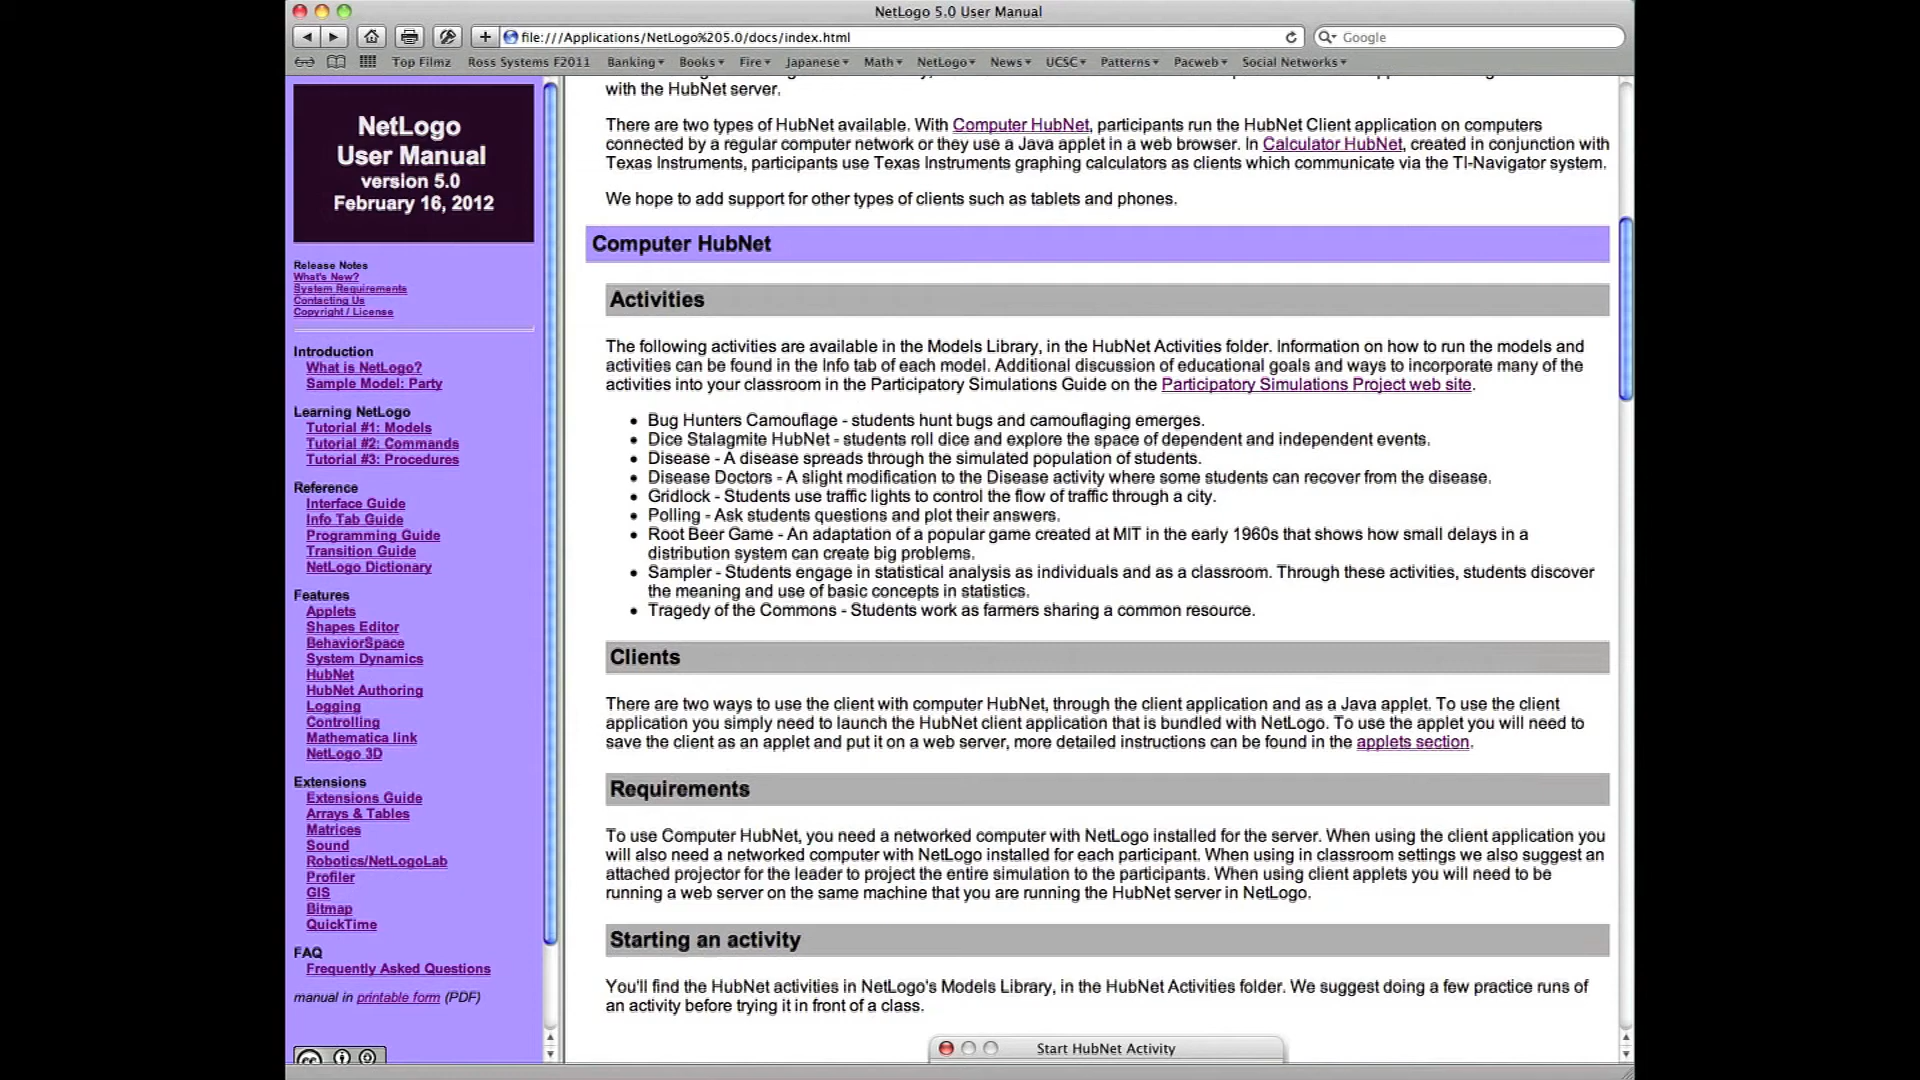 NetLogo 5.0 User Manual
file:///Applications/NetLogo%205.0/docs/index.html
Google
Top Filmz Ross Systems F2011 Banking Books Fire Japanese Math NetLogo News UCSC Patterns Pacweb Social Networks
NetLogo
User Manual
version 5.0
February 16, 2012
Release Notes
What's New?
System Requirements
Contacting Us
Copyright / License
Introduction
What is NetLogo?
Sample Model: Party
Learning NetLogo
Tutorial #1: Models
Tutorial #2: Commands
Tutorial #3: Procedures
Reference
Interface Guide
Info Tab Guide
Programming Guide
Transition Guide
NetLogo Dictionary
Features
Applets
Shapes Editor
BehaviorSpace
System Dynamics
HubNet
HubNet Authoring
Logging
Controlling
Mathematica link
NetLogo 3D
Extensions
Extensions Guide
Arrays & Tables
Matrices
Sound
Robotics/NetLogoLab
Profiler
GIS
Bitmap
QuickTime
FAQ
Frequently Asked Questions
manual in printable form (PDF)
cc
with the HubNet server.
There are two types of HubNet available. With Computer HubNet, participants run the HubNet Client application on computers
connected by a regular computer network or they use a Java applet in a web browser. In Calculator HubNet, created in conjunction with
Texas Instruments, participants use Texas Instruments graphing calculators as clients which communicate via the TI-Navigator system.
We hope to add support for other types of clients such as tablets and phones.
Computer HubNet
Activities
The following activities are available in the Models Library, in the HubNet Activities folder. Information on how to run the models and
activities can be found in the Info tab of each model. Additional discussion of educational goals and ways to incorporate many of the
activities into your classroom in the Participatory Simulations Guide on the Participatory Simulations Project web site.
• Bug Hunters Camouflage - students hunt bugs and camouflaging emerges.
• Dice Stalagmite HubNet - students roll dice and explore the space of dependent and independent events.
• Disease - A disease spreads through the simulated population of students.
• Disease Doctors - A slight modification to the Disease activity where some students can recover from the disease.
• Gridlock - Students use traffic lights to control the flow of traffic through a city.
• Polling - Ask students questions and plot their answers.
• Root Beer Game - An adaptation of a popular game created at MIT in the early 1960s that shows how small delays in a
distribution system can create big problems.
• Sampler - Students engage in statistical analysis as individuals and as a classroom. Through these activities, students discover
the meaning and use of basic concepts in statistics.
• Tragedy of the Commons - Students work as farmers sharing a common resource.
Clients
There are two ways to use the client with computer HubNet, through the client application and as a Java applet. To use the client
application you simply need to launch the HubNet client application that is bundled with NetLogo. To use the applet you will need to
save the client as an applet and put it on a web server, more detailed instructions can be found in the applets section.
Requirements
To use Computer HubNet, you need a networked computer with NetLogo installed for the server. When using the client application you
will also need a networked computer with NetLogo installed for each participant. When using in classroom settings we also suggest an
attached projector for the leader to project the entire simulation to the participants. When using client applets you will need to be
running a web server on the same machine that you are running the HubNet server in NetLogo.
Starting an activity
You'll find the HubNet activities in NetLogo's Models Library, in the HubNet Activities folder. We suggest doing a few practice runs of
an activity before trying it in front of a class.
Start HubNet Activity